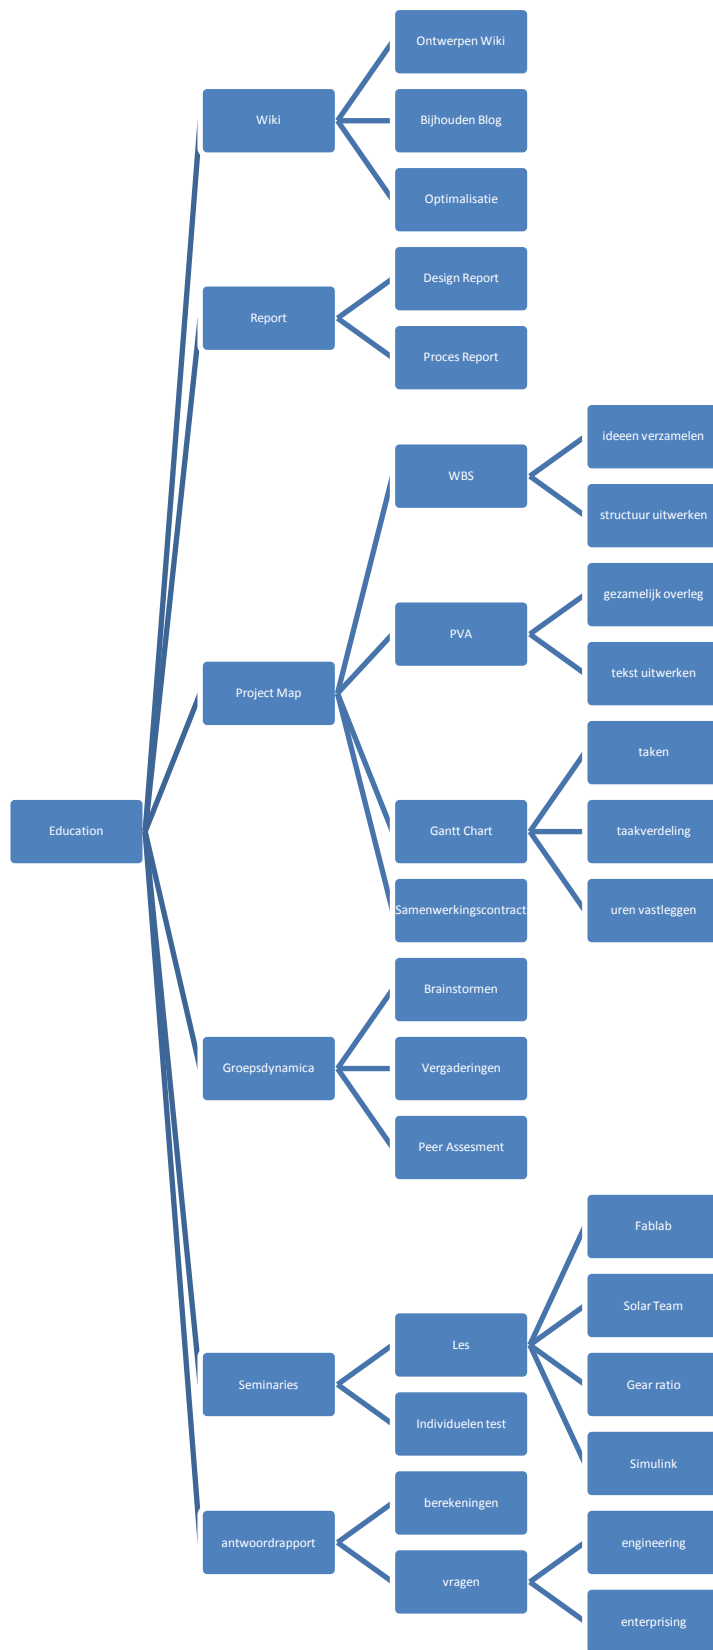 Ontwerpen Wiki
Wiki
Bijhouden Blog
Optimalisatie
Design Report
Report
Proces Report
ideeen verzamelen
WBS
structuur uitwerken
gezamelijk overleg
PVA
tekst uitwerken
Project Map
taken
Education
Gantt Chart
taakverdeling
Samenwerkingscontract
uren vastleggen
Brainstormen
Groepsdynamica
Vergaderingen
Peer Assesment
Fablab
Solar Team
Les
Seminaries
Gear ratio
Individuelen test
Simulink
berekeningen
antwoordrapport
engineering
vragen
enterprising